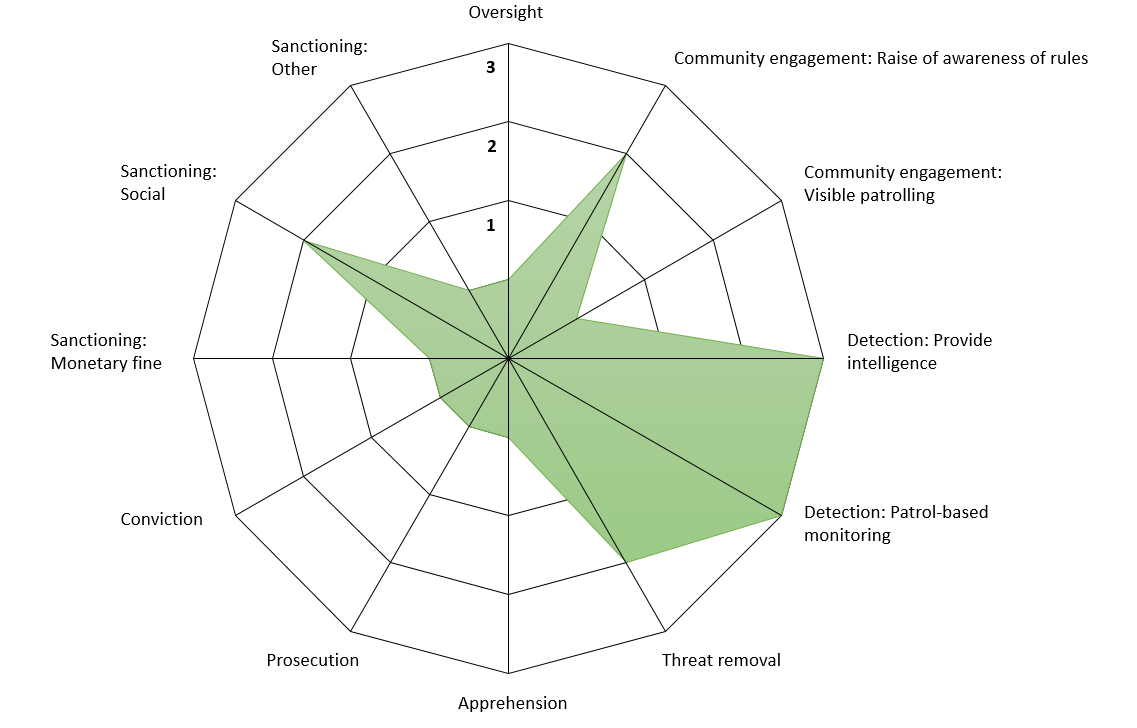 Oversight
Sanctioning:
Other
Community engagement: Raise of awareness of rules
3
2
1
Sanctioning:
Social
Community engagement:
Visible patrolling
Sanctioning:
Monetary fine
Detection: Provide
intelligence
Conviction
Detection: Patrol-based
monitoring
Prosecution
Threat removal
Apprehension